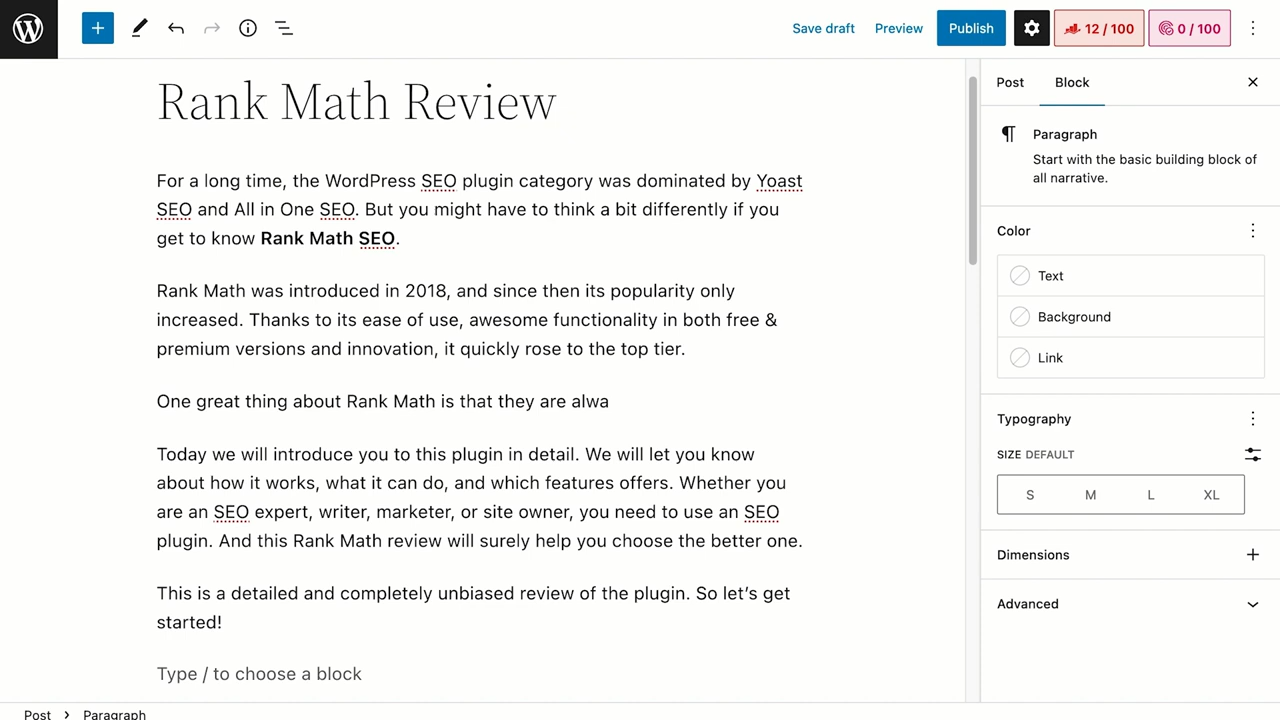 Save draft Preview Publish 12 / 100 0 / 100
Rank Math Review
For a long time, the WordPress SEO plugin category was dominated by Yoast
SEO and All in One SEO. But you might have to think a bit differently if you
get to know Rank Math SEO.
Rank Math was introduced in 2018, and since then its popularity only
increased. Thanks to its ease of use, awesome functionality in both free &
premium versions and innovation, it quickly rose to the top tier.
One great thing about Rank Math is that they are alwa
Today we will introduce you to this plugin in detail. We will let you know
about how it works, what it can do, and which features offers. Whether you
are an SEO expert, writer, marketer, or site owner, you need to use an SEO
plugin. And this Rank Math review will surely help you choose the better one.
This is a detailed and completely unbiased review of the plugin. So let’s get
started!
Type / to choose a block
Post Block
Paragraph
Start with the basic building block of
all narrative.
Color
Text
Background
Link
Typography
SIZE DEFAULT
S M L XL
Dimensions
Advanced
Post > Paragraph